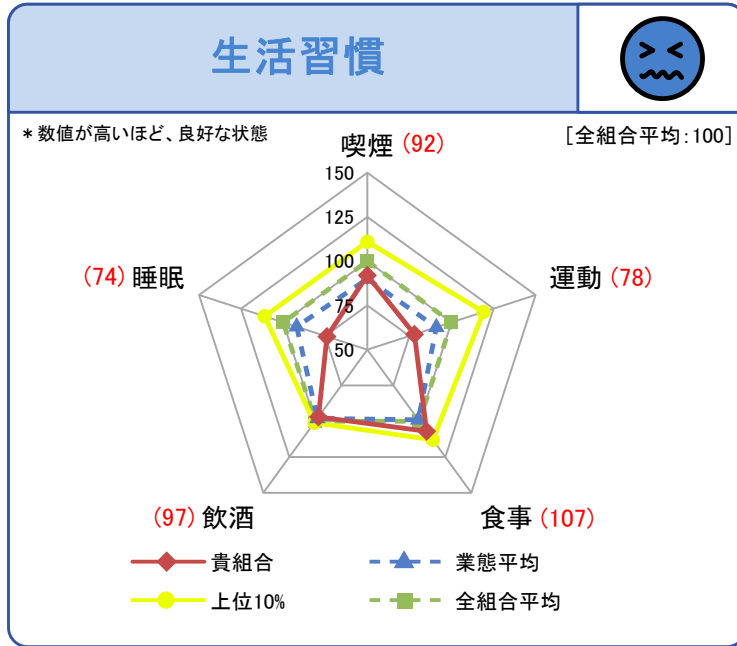 生活習慣
*数値が高いほど、良好な状態
[全組合平均:100]
喫煙 (92)
150
125
100
75
50
(74) 睡眠
運動 (78)
(97) 飲酒
食事 (107)
貴組合
業態平均
上位10%
全組合平均